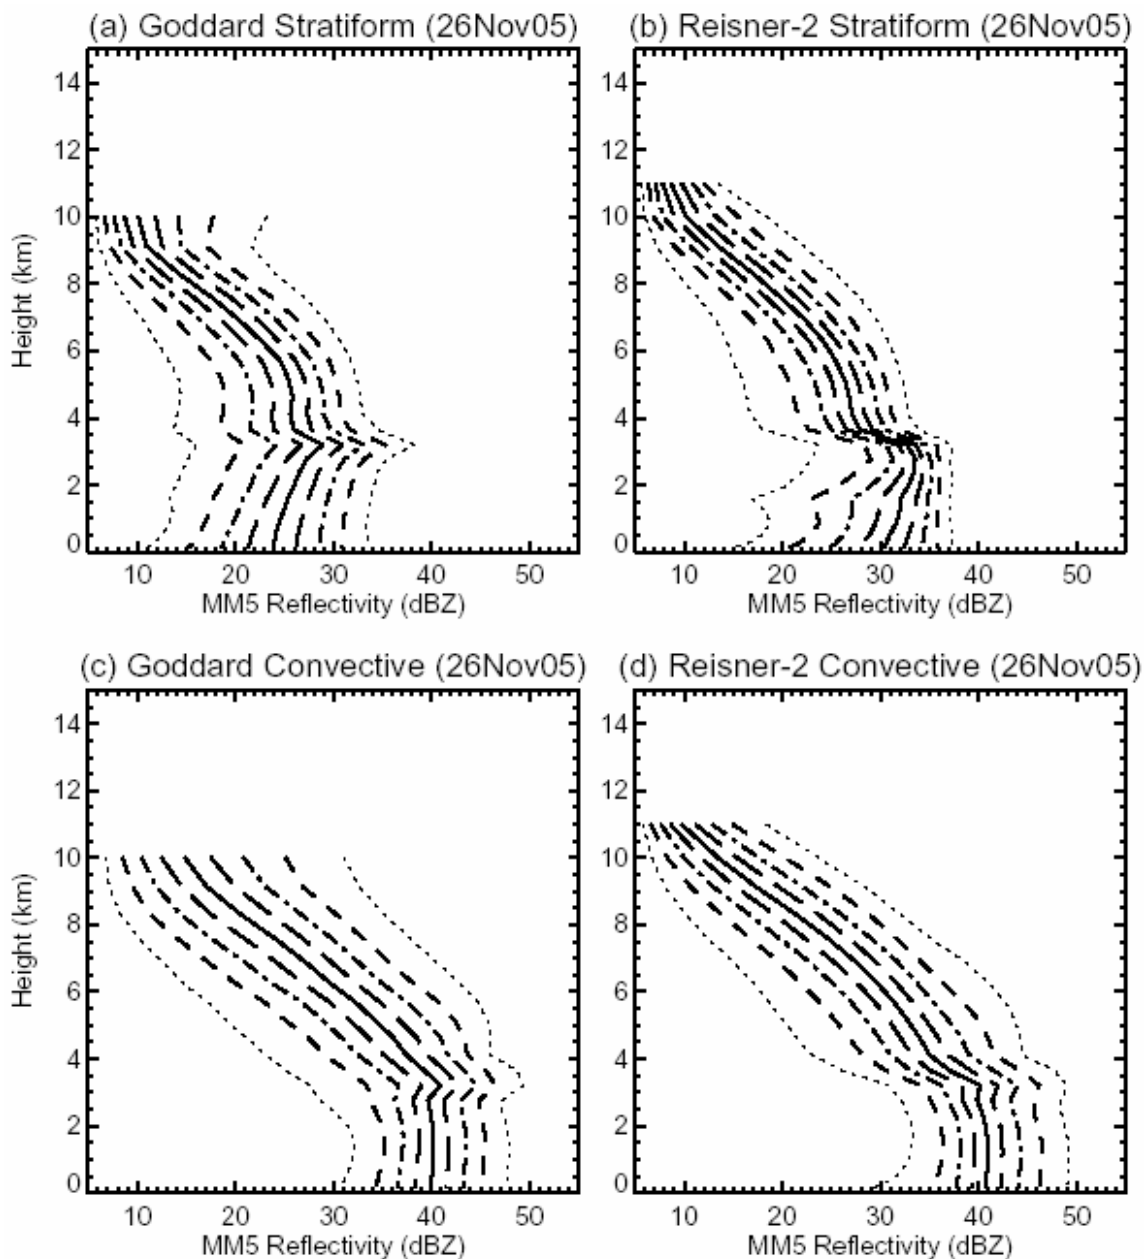 (a) Goddard Stratiform (26Nov05)
(b) Reisner-2 Stratiform (26Nov05)
14
12
10
8
6
4
2
0
Height (km)
14
12
10
8
6
4
2
0
10 20 30 40 50
MM5 Reflectivity (dBZ)
10 20 30 40 50
MM5 Reflectivity (dBZ)
(c) Goddard Convective (26Nov05)
(d) Reisner-2 Convective (26Nov05)
14
12
10
8
6
4
2
0
Height (km)
14
12
10
8
6
4
2
0
10 20 30 40 50
MM5 Reflectivity (dBZ)
10 20 30 40 50
MM5 Reflectivity (dBZ)